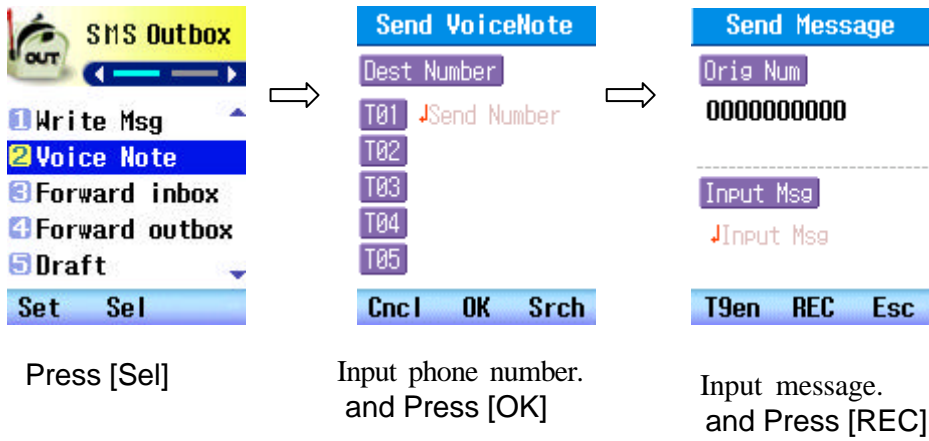 OUT
SMS Outbox
1 Write Msg
2 Voice Note
3 Forward inbox
4 Forward outbox
5 Draft
Set Sel
Press [Sel]
Send VoiceNote
Dest Number
T01 Send Number
T02
T03
T04
T05
Cncl OK Srch
Input phone number.
and Press [OK]
Send Message
Orig Num
0000000000
Input Msg
Input Msg
T9en REC Esc
Input message.
and Press [REC]